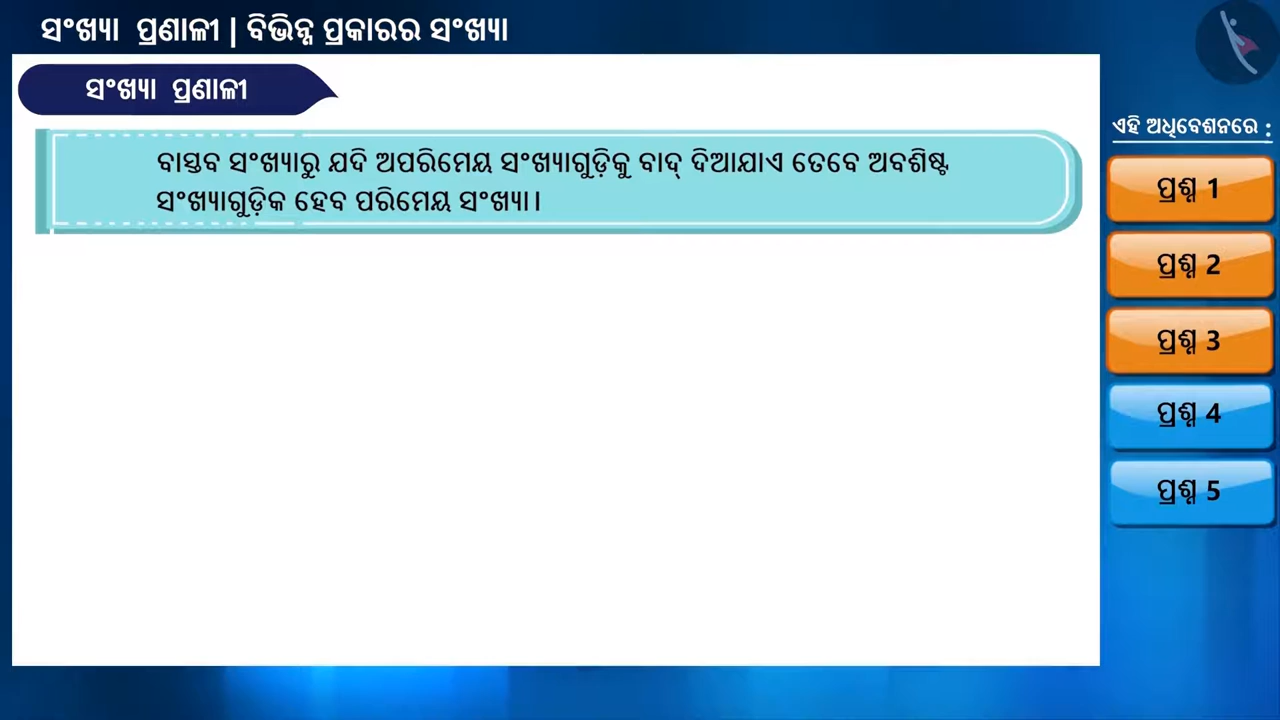 ସଂଖ୍ୟା ପ୍ରଣାଳୀ | ବିଭିନ୍ନ ପ୍ରକାରର ସଂଖ୍ୟା
ସଂଖ୍ୟା ପ୍ରଣାଳୀ
ବାସ୍ତବ ସଂଖ୍ୟାରୁ ଯଦି ଅପରିମେୟ ସଂଖ୍ୟାଗୁଡ଼ିକୁ ବାଦ୍ ଦିଆଯାଏ ତେବେ ଅବଶିଷ୍ଟ
ସଂଖ୍ୟାଗୁଡ଼ିକ ହେବ ପରିମେୟ ସଂଖ୍ୟା।
ଏହି ଅଧିବେଶନରେ :
ପ୍ରଶ୍ନ 1
ପ୍ରଶ୍ନ 2
ପ୍ରଶ୍ନ 3
ପ୍ରଶ୍ନ 4
ପ୍ରଶ୍ନ 5